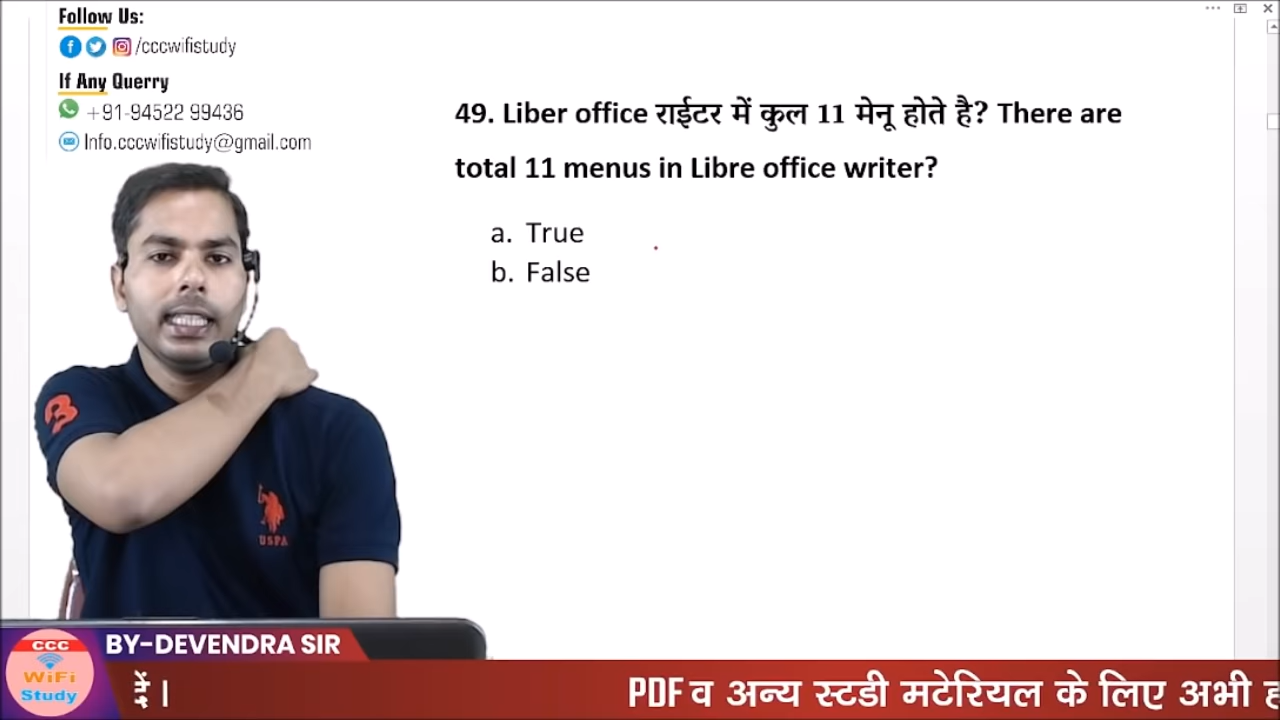 Follow Us:
/cccwifistudy
If Any Querry
+91-94522 99436
Info.cccwifistudy@gmail.com
49. Liber office राईटर में कुल 11 मेनू होते है? There are
total 11 menus in Libre office writer?
a. True
b. False
3
USPA
BY-DEVENDRA SIR
CCC
WiFi
Study
दें।
PDF व अन्य स्टडी मटेरियल के लिए अभी